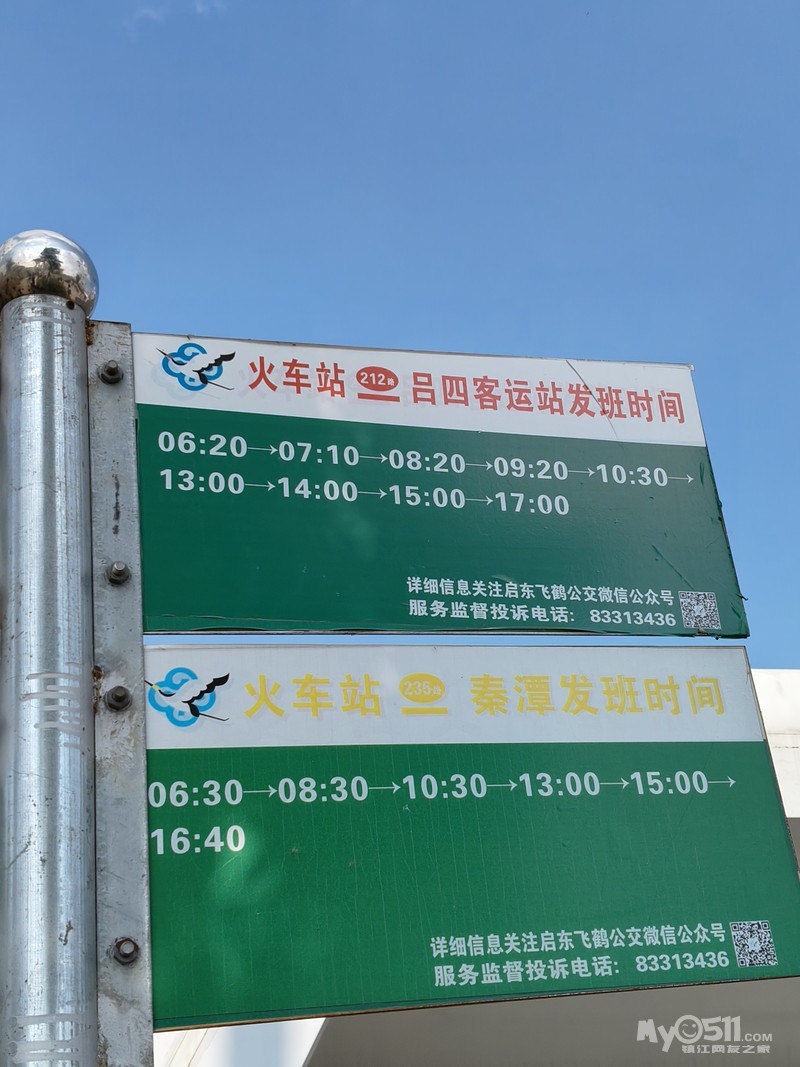 火车站 212路 吕四客运站发班时间
06:20→07:10→08:20→09:20→10:30→
13:00→14:00→15:00→17:00
详细信息关注启东飞鹤公交微信公众号
服务监督投诉电话： 83313436
火车站 235路 秦潭发班时间
06:30→08:30→10:30→13:00→15:00→
16:40
详细信息关注启东飞鹤公交微信公众号
服务监督投诉电话： 83313436
My0511.COM
镇江网友之家